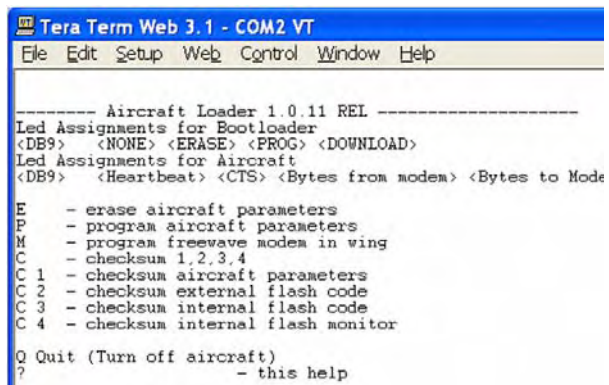 Tera Term Web 3.1 - COM2 VT
File Edit Setup Web Control Window Help
-------- Aircraft Loader 1.0.11 REL --------------------
Led Assignments for Bootloader
<DB9> <NONE> <ERASE> <PROG> <DOWNLOAD>
Led Assignments for Aircraft
<DB9> <Heartbeat> <CTS> <Bytes from modem> <Bytes to Mode
E - erase aircraft parameters
P - program aircraft parameters
M - program freewave modem in wing
C - checksum 1,2,3,4
C 1 - checksum aircraft parameters
C 2 - checksum external flash code
C 3 - checksum internal flash code
C 4 - checksum internal flash monitor
Q Quit (Turn off aircraft)
? - this help